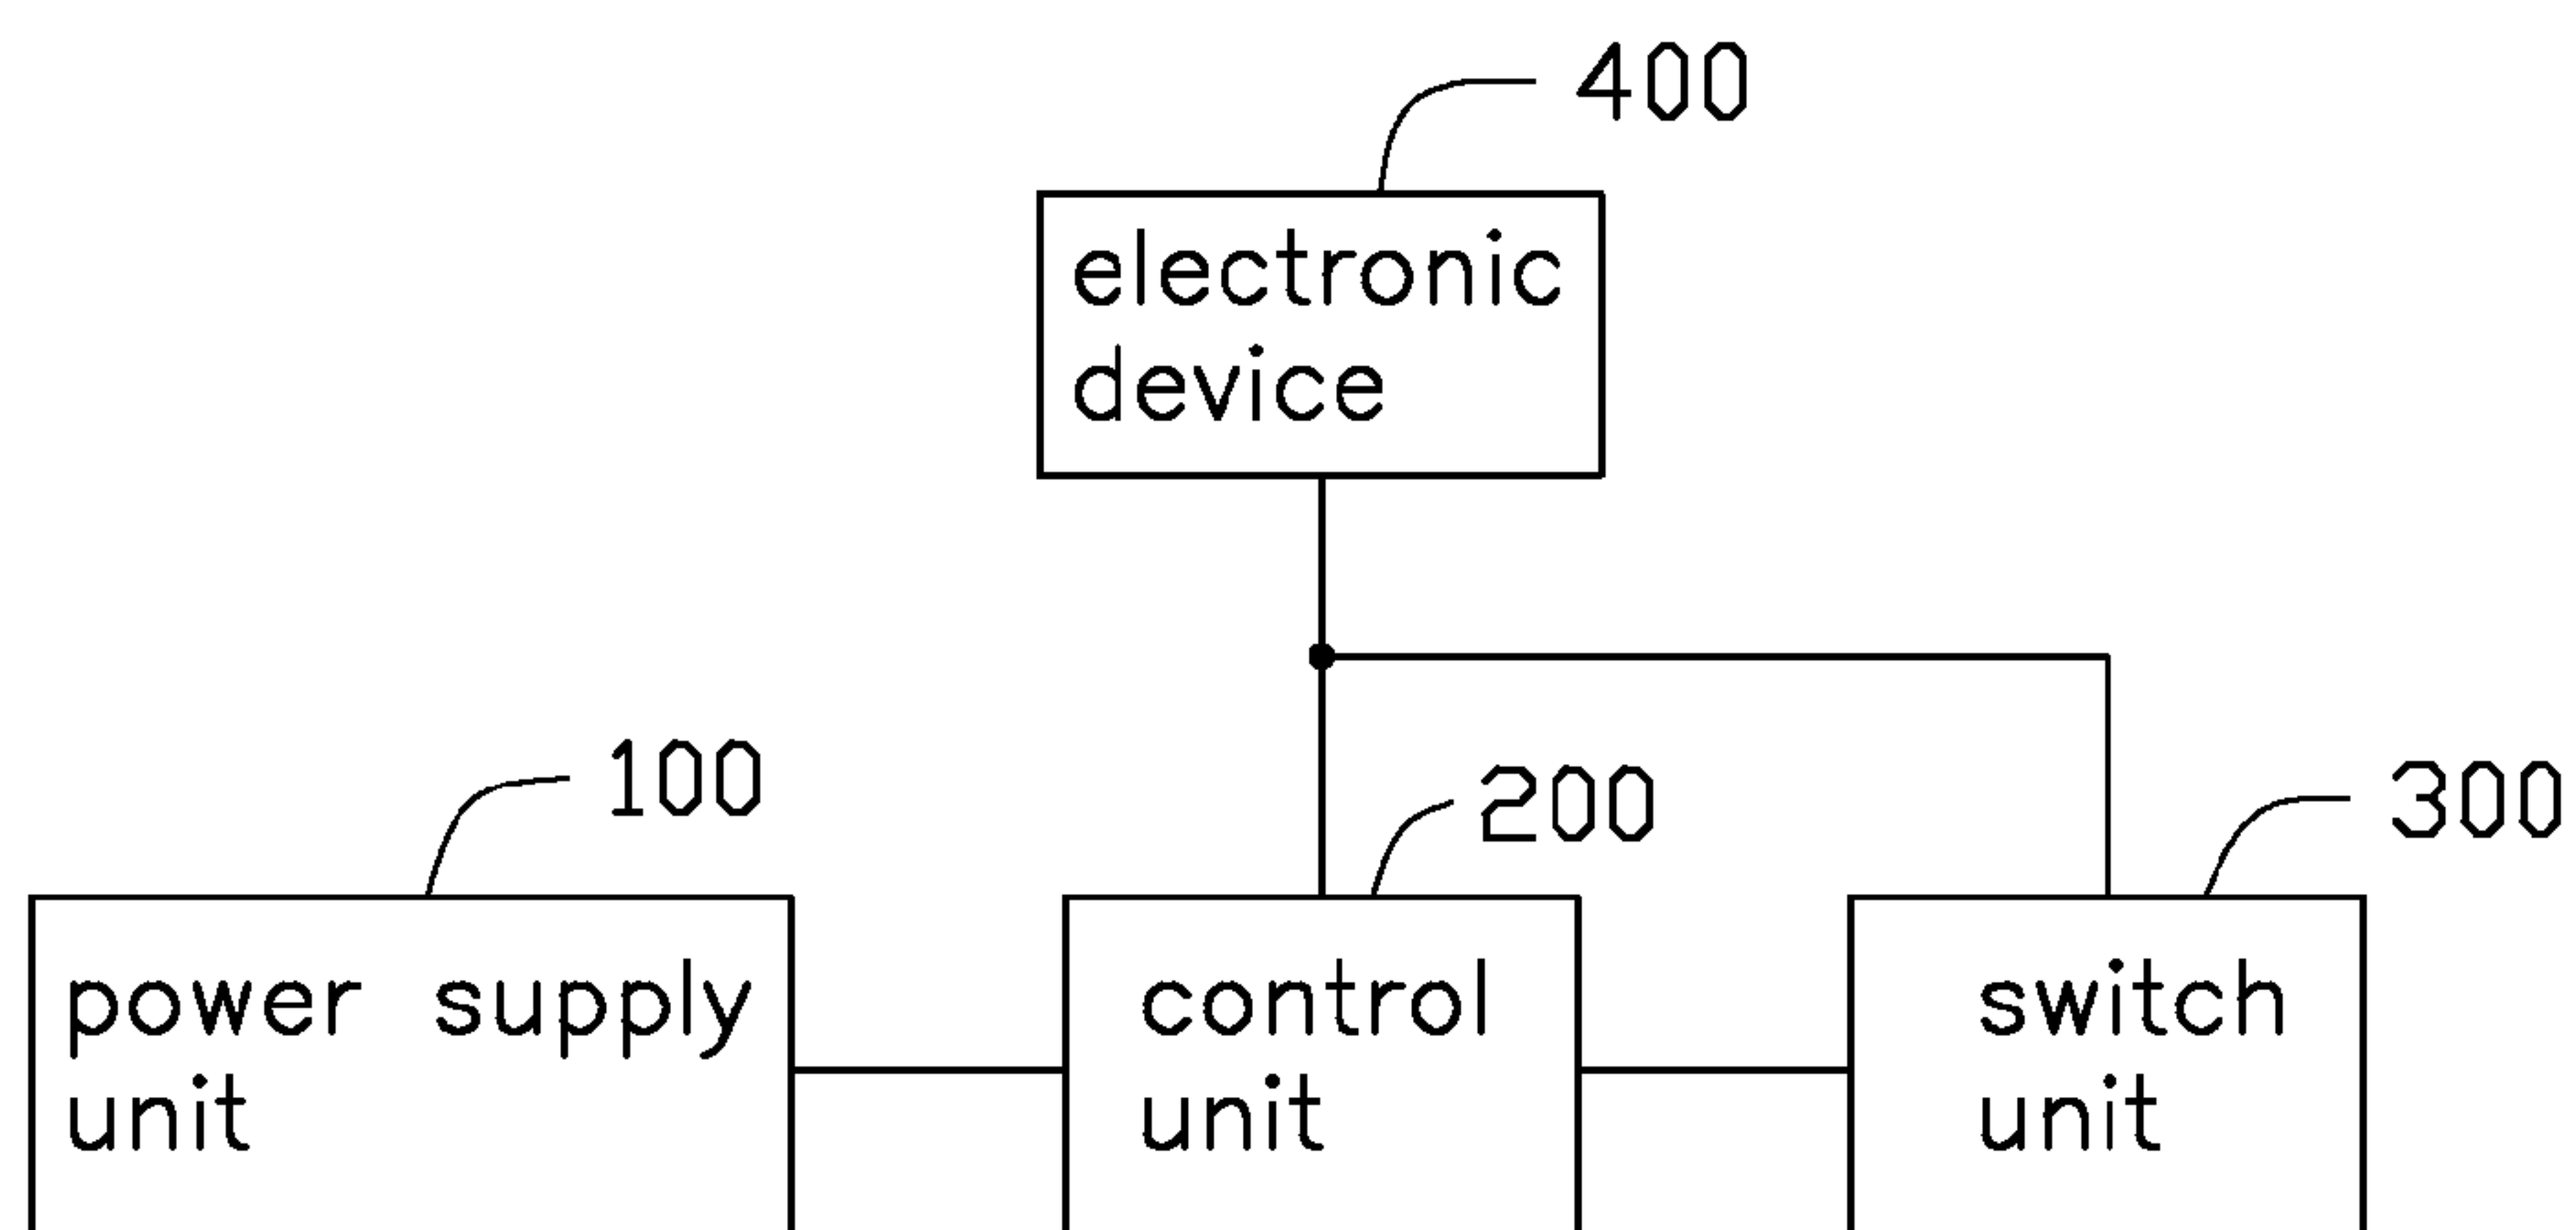 400
electronic
device
100
200
300
power supply
unit
control
unit
switch
unit